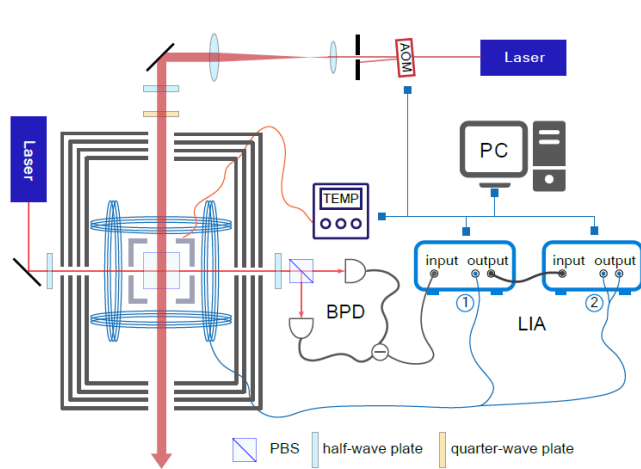 AOM
Laser
Laser
PC
TEMP
input output
input output
①
②
BPD
LIA
PBS
half-wave plate
quarter-wave plate